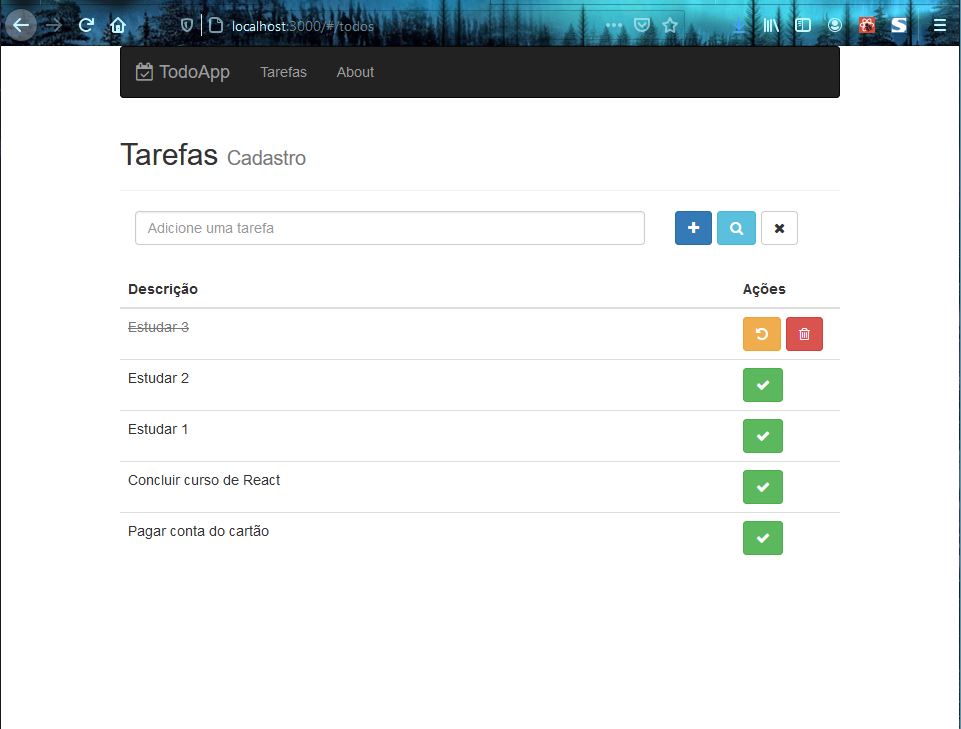 localhost:3000/#/todos
TodoApp Tarefas About
Tarefas Cadastro
Adicione uma tarefa
Descrição Ações
Estudar 3
Estudar 2
Estudar 1
Concluir curso de React
Pagar conta do cartão